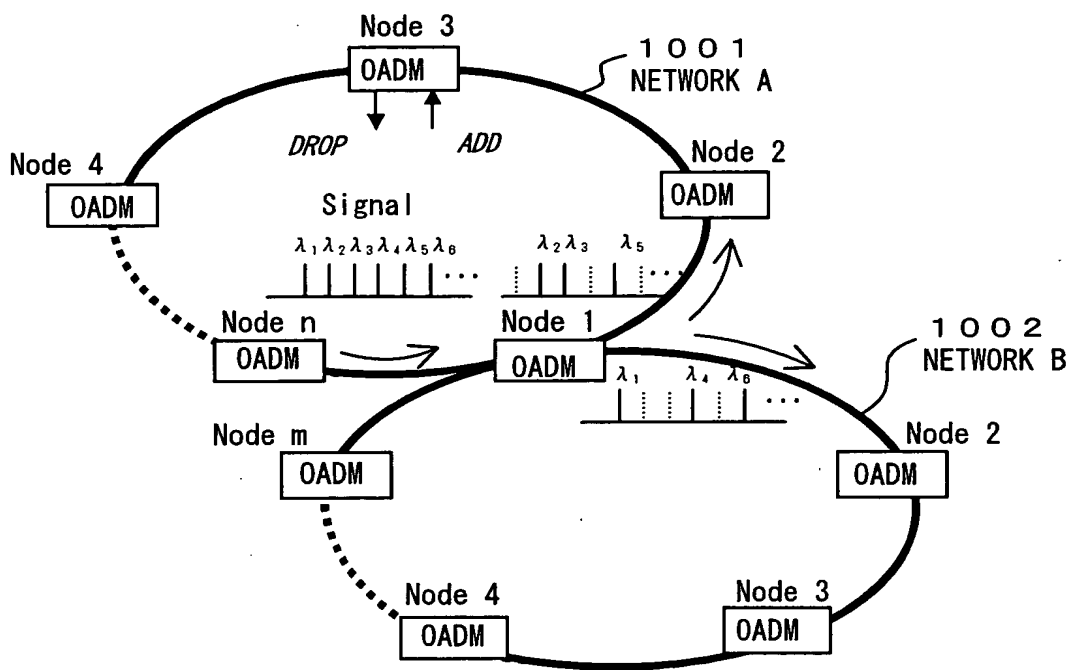 Node 3
OADM
1001
NETWORK A
DROP ADD
Node 4
OADM
Node 2
OADM
Signal
λ₁ λ₂ λ₃ λ₄ λ₅ λ₆ ···
λ₂ λ₃ λ₅ ···
Node n
OADM
Node 1
OADM
1002
NETWORK B
λ₁ λ₄ λ₆ ···
Node m
OADM
Node 2
OADM
Node 4
OADM
Node 3
OADM